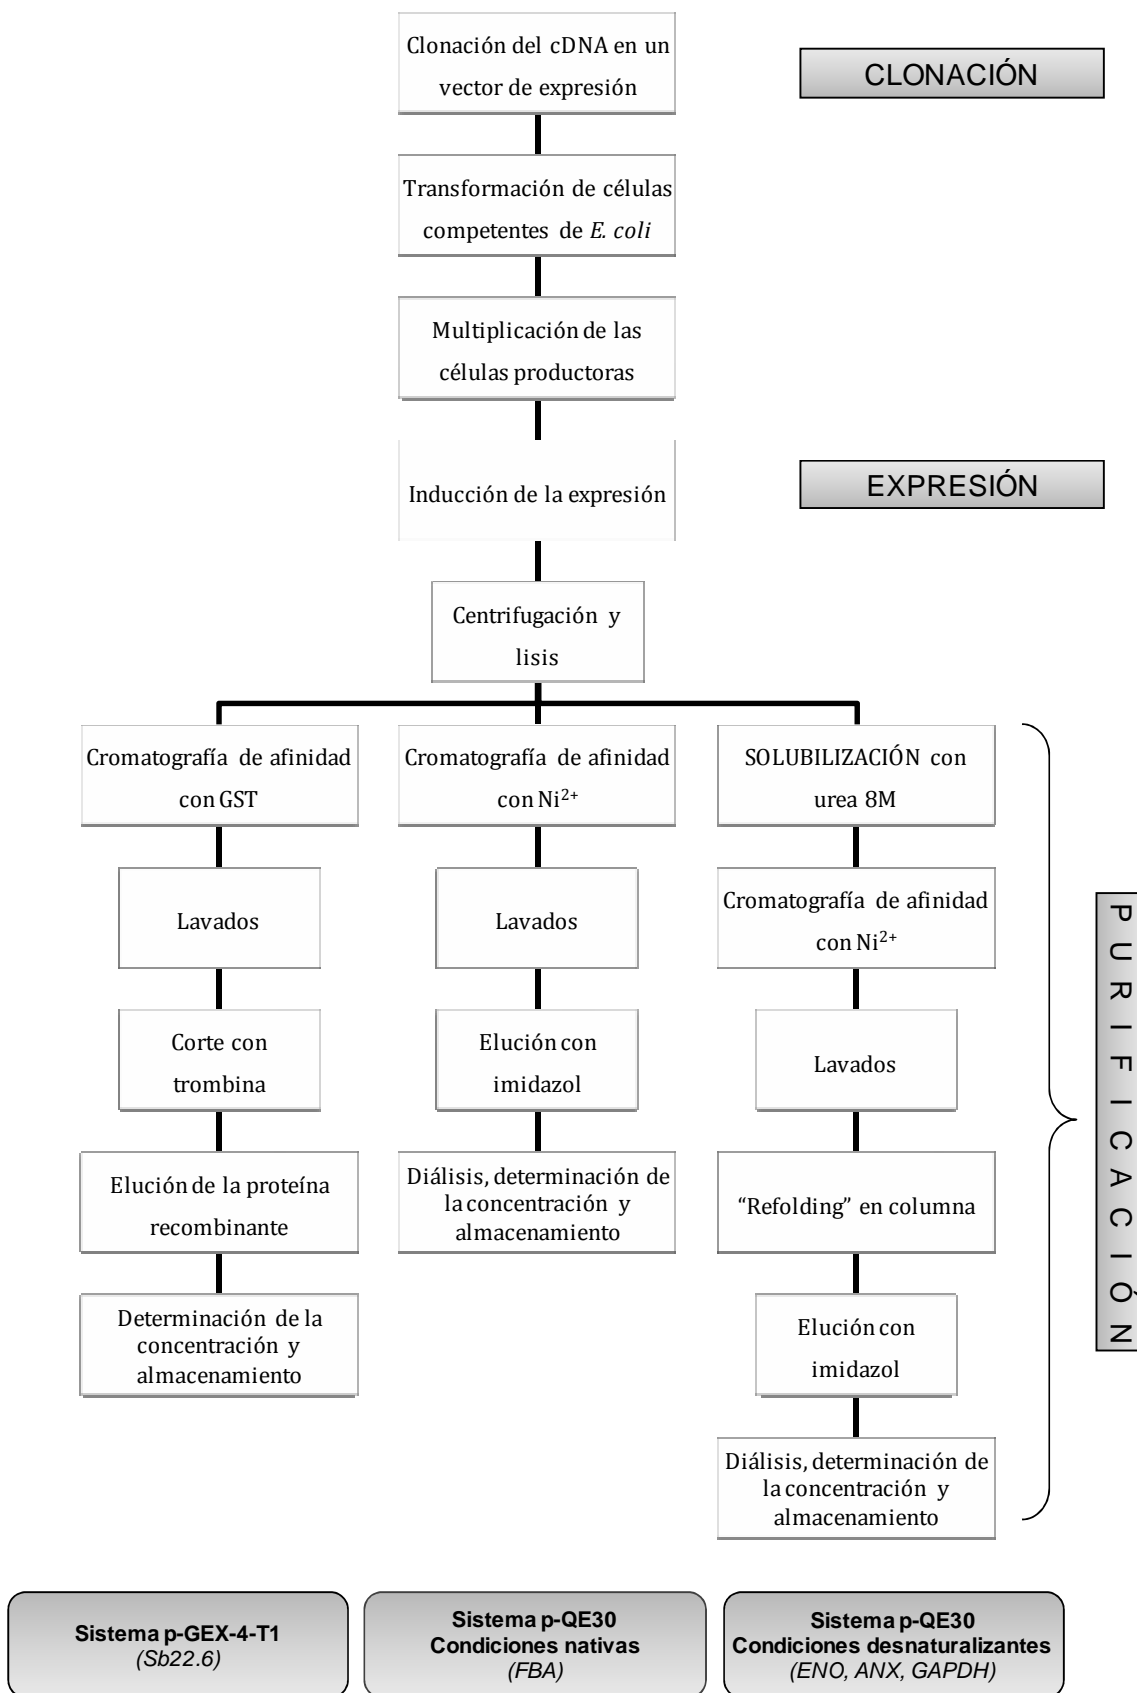 Clonación del cDNA en un
vector de expresión
CLONACIÓN
Transformación de células
competentes de E. coli
Multiplicación de las
células productoras
Inducción de la expresión
EXPRESIÓN
Centrifugación y
lisis
Cromatografía de afinidad
con GST
Lavados
Corte con
trombina
Elución de la proteína
recombinante
Determinación de la
concentración y
almacenamiento
Cromatografía de afinidad
con Ni2+
Lavados
Elución con
imidazol
Diálisis, determinación de
la concentración y
almacenamiento
SOLUBILIZACIÓN con
urea 8M
Cromatografía de afinidad
con Ni2+
Lavados
“Refolding” en columna
Elución con
imidazol
Diálisis, determinación de
la concentración y
almacenamiento
PURIFICACIÓN
Sistema p-GEX-4-T1
(Sb22.6)
Sistema p-QE30
Condiciones nativas
(FBA)
Sistema p-QE30
Condiciones desnaturalizantes
(ENO, ANX, GAPDH)